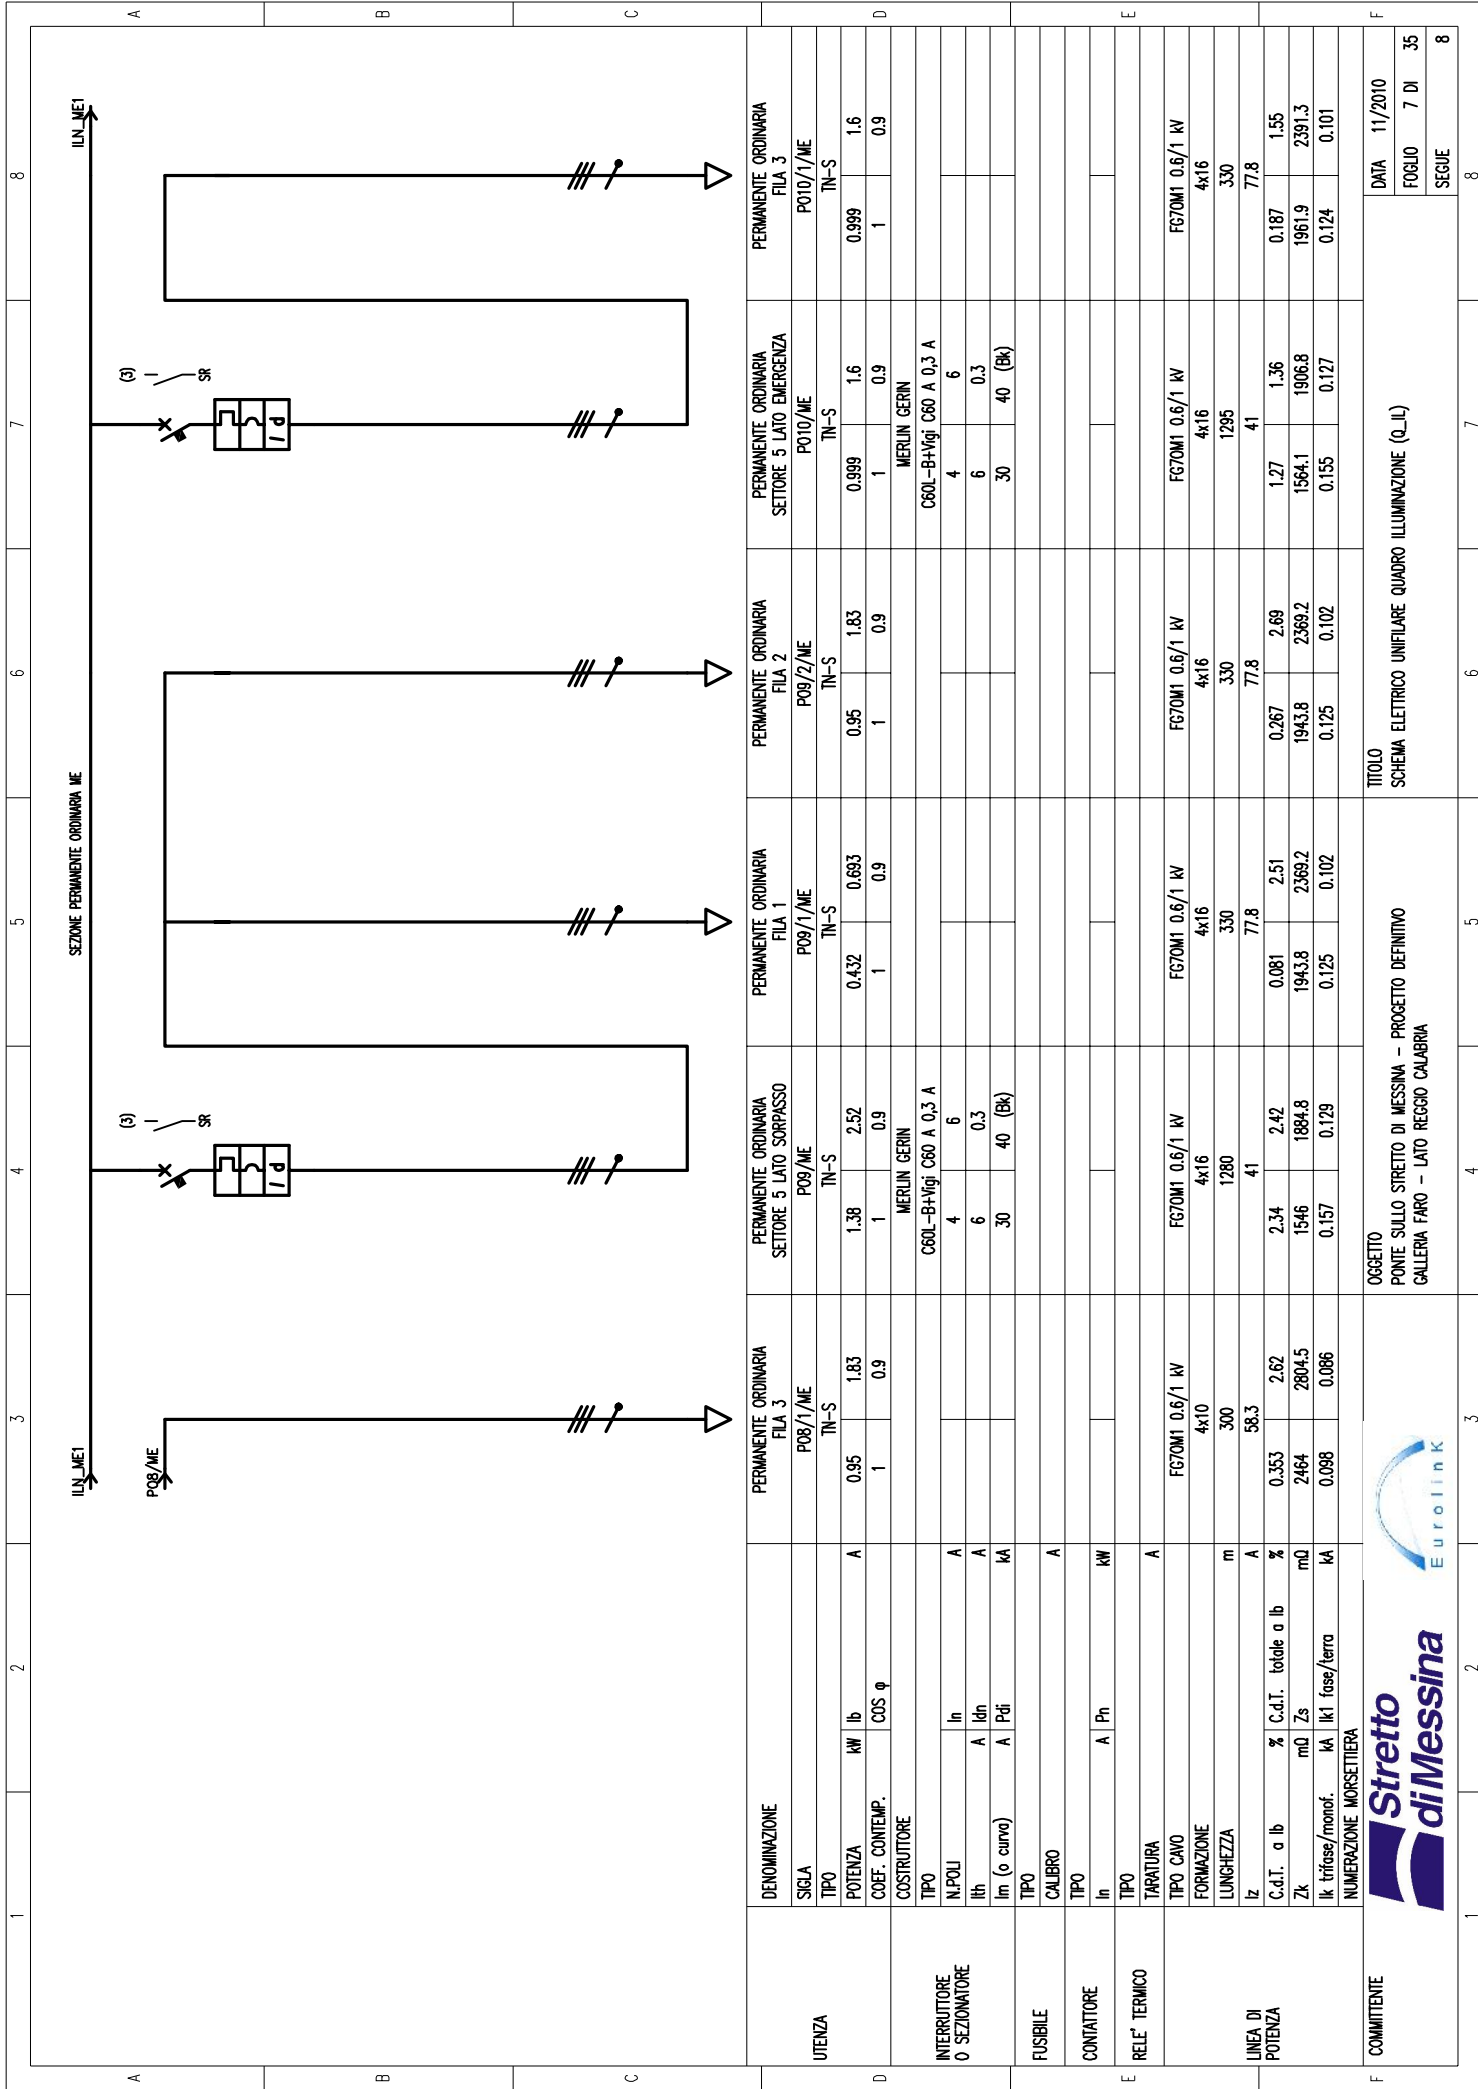 1 2 3 4 5 6 7 8
A A
B B
C C
D D
E E
F F
SEZIONE PERMANENTE ORDINARIA ME
ILN_ME1 ILN_ME1
P08/ME
(3) SR (3) SR
Id Id
DENOMINAZIONE PERMANENTE ORDINARIA FILA 3 PERMANENTE ORDINARIA SETTORE 5 LATO SORPASSO PERMANENTE ORDINARIA FILA 1 PERMANENTE ORDINARIA FILA 2 PERMANENTE ORDINARIA SETTORE 5 LATO EMERGENZA PERMANENTE ORDINARIA FILA 3
UTENZA
SIGLA P08/1/ME P09/ME P09/1/ME P09/2/ME P010/ME P010/1/ME
TIPO TN-S TN-S TN-S TN-S TN-S TN-S
POTENZA kW Ib A 0.95 1.83 1.38 2.52 0.432 0.693 0.95 1.83 0.999 1.6 0.999 1.6
COEF. CONTEMP. COS φ 1 0.9 1 0.9 1 0.9 1 0.9 1 0.9 1 0.9
INTERRUTTORE
O SEZIONATORE
COSTRUTTORE MERLIN GERIN MERLIN GERIN
TIPO C60L-B+Vigi C60 A 0,3 A C60L-B+Vigi C60 A 0,3 A
N.POLI In A 4 6 4 6
Ith A Idn A 6 0.3 6 0.3
Im (o curva) A Pdi kA 30 40 (Bk) 30 40 (Bk)
FUSIBILE
TIPO
CALIBRO A
CONTATTORE
TIPO
In A Pn kW
RELE' TERMICO
TIPO
TARATURA A
LINEA DI
POTENZA
TIPO CAVO FG7OM1 0.6/1 kV FG7OM1 0.6/1 kV FG7OM1 0.6/1 kV FG7OM1 0.6/1 kV FG7OM1 0.6/1 kV FG7OM1 0.6/1 kV
FORMAZIONE 4x10 4x16 4x16 4x16 4x16 4x16
LUNGHEZZA m 300 1280 330 330 1295 330
Iz A 58.3 41 77.8 77.8 41 77.8
C.d.T. a Ib % C.d.T. totale a Ib % 0.353 2.62 2.34 2.42 0.081 2.51 0.267 2.69 1.27 1.36 0.187 1.55
Zk mΩ Zs mΩ 2464 2804.5 1546 1884.8 1943.8 2369.2 1943.8 2369.2 1564.1 1906.8 1961.9 2391.3
Ik trifase/monof. kA Ik1 fase/terra kA 0.098 0.086 0.157 0.129 0.125 0.102 0.125 0.102 0.155 0.127 0.124 0.101
NUMERAZIONE MORSETTIERA
COMMITTENTE
Stretto
di Messina
Eurolink
OGGETTO
PONTE SULLO STRETTO DI MESSINA - PROGETTO DEFINITIVO
GALLERIA FARO - LATO REGGIO CALABRIA
TITOLO
SCHEMA ELETTRICO UNIFILARE QUADRO ILLUMINAZIONE (Q_IL)
DATA 11/2010
FOGLIO 7 DI 35
SEGUE 8
1 2 3 4 5 6 7 8